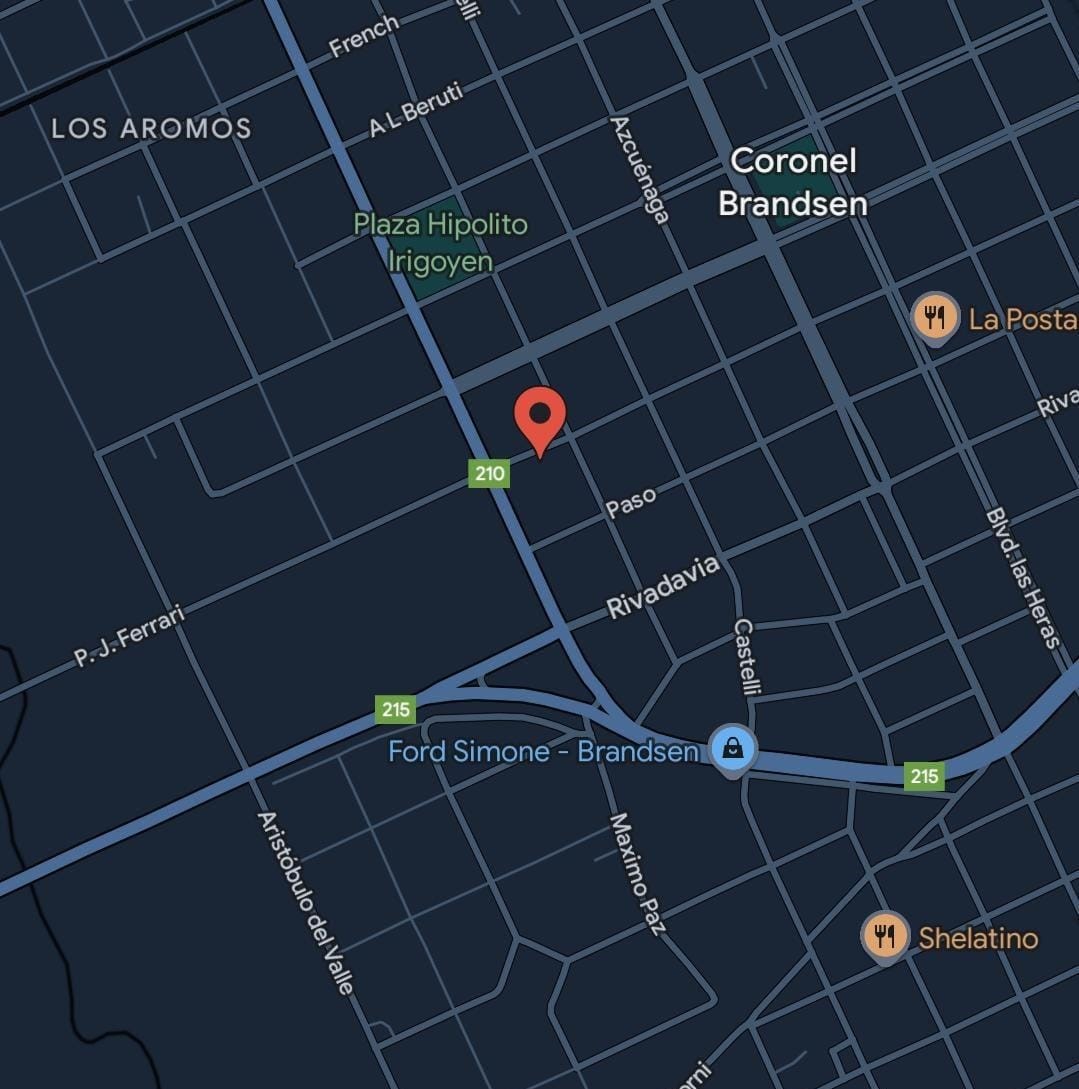 French
elli
A L Beruti
LOS AROMOS
Azcuénaga
Coronel
Brandsen
Plaza Hipolito
Irigoyen
La Posta
Riva
210
Paso
Blvd. las Heras
Rivadavia
P. J. Ferrari
Castelli
215
Ford Simone - Brandsen
215
Aristóbulo del Valle
Maximo Paz
Shelatino
orni